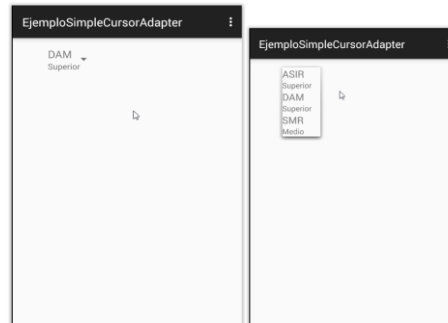 EjemploSimpleCursorAdapter
DAM
Superior
EjemploSimpleCursorAdapter
ASIR
Superior
DAM
Superior
SMR
Medio